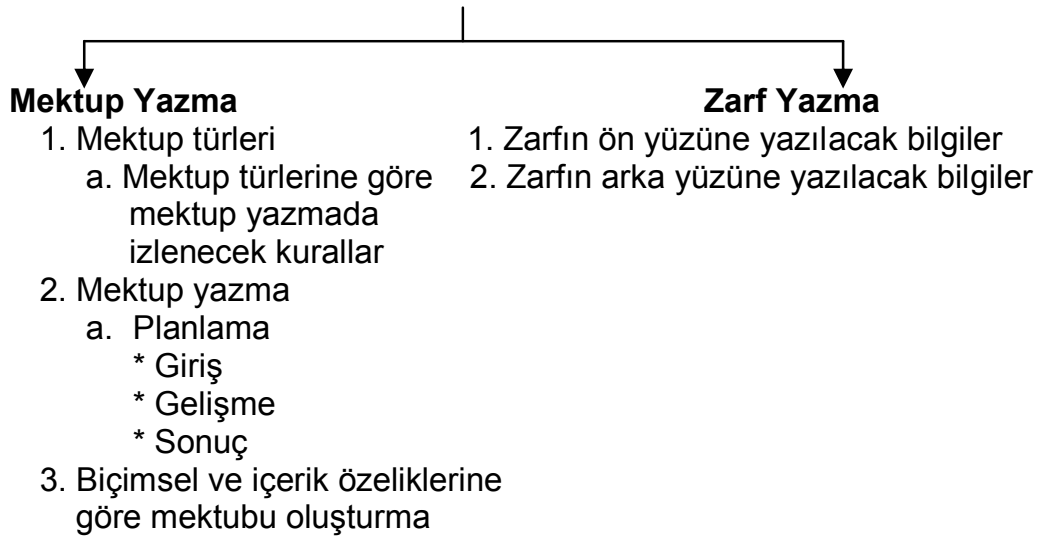 Mektup Yazma
1. Mektup türleri
a. Mektup türlerine göre
mektup yazmada
izlenecek kurallar
2. Mektup yazma
a. Planlama
* Giriş
* Gelişme
* Sonuç
3. Biçimsel ve içerik özeliklerine
göre mektubu oluşturma
Zarf Yazma
1. Zarfın ön yüzüne yazılacak bilgiler
2. Zarfın arka yüzüne yazılacak bilgiler